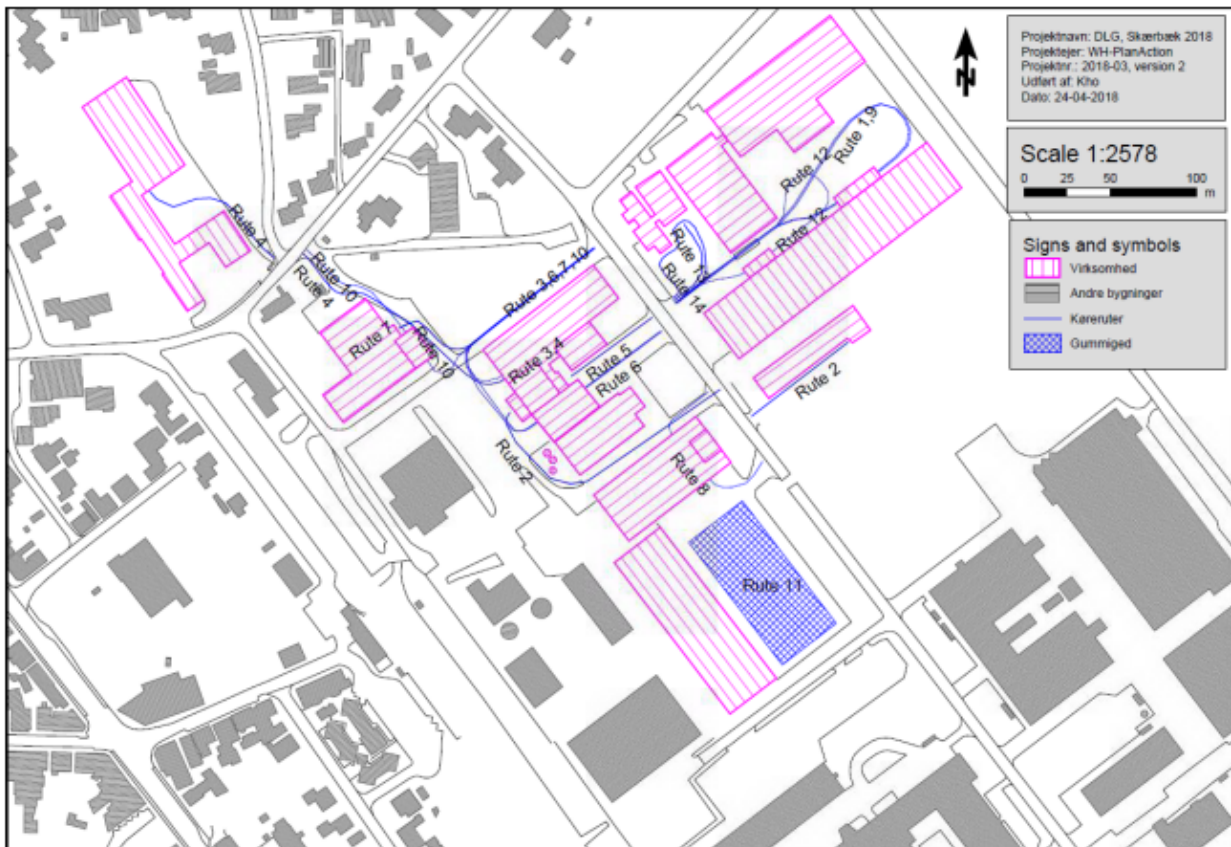 Projektnavn: DLG, Skærbæk 2018
Projektejer: WH-PlanAction
Projektnr.: 2018-03, version 2
Udført af: Kho
Dato: 24-04-2018
N
Scale 1:2578
0 25 50 100
m
Signs and symbols
Virksomhed
Andre bygninger
Køreruter
Gummiged
Rute 1,9
Rute 12
Rute 12
Rute 13
Rute 14
Rute 4
Rute 10
Rute 4
Rute 3,6,7,10
Rute 7
Rute 10
Rute 3,4
Rute 5
Rute 6
Rute 2
Rute 2
Rute 8
Rute 11